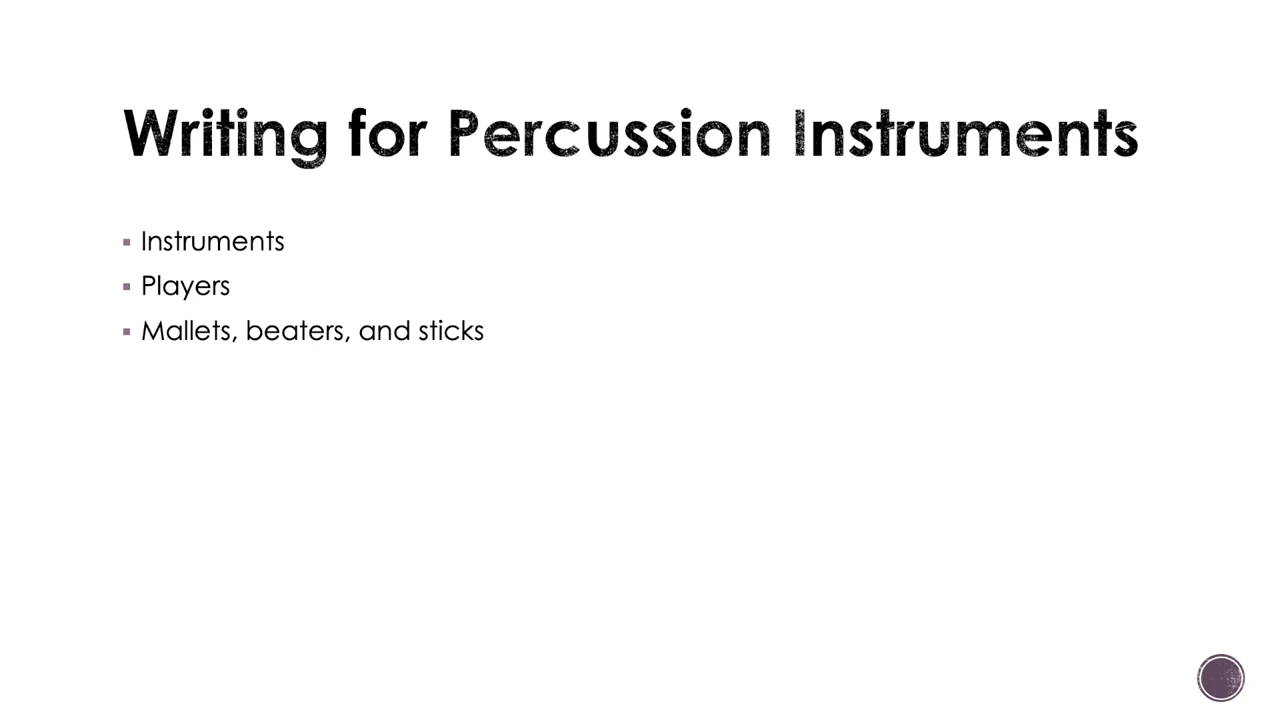 Writing for Percussion Instruments
▪ Instruments
▪ Players
▪ Mallets, beaters, and sticks